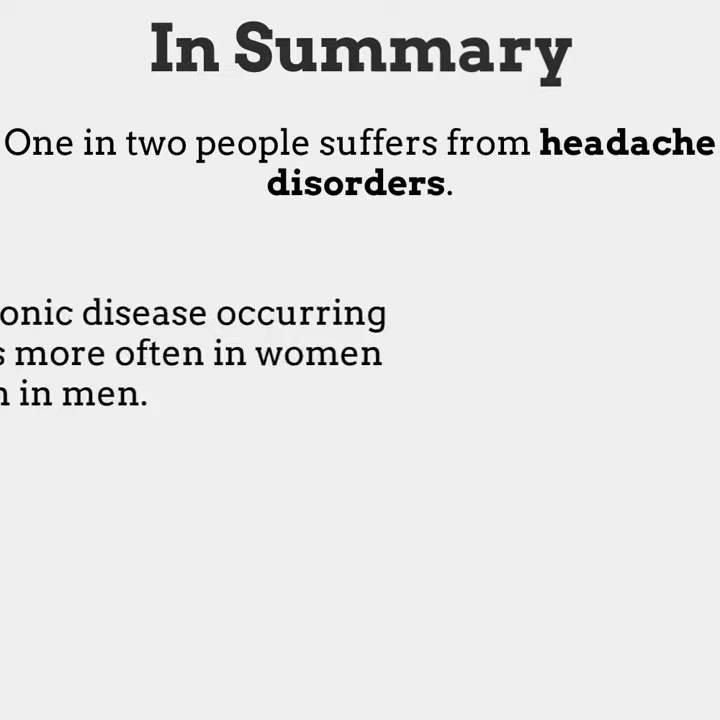 In Summary
One in two people suffers from headache
disorders.
onic disease occurring
more often in women
in men.